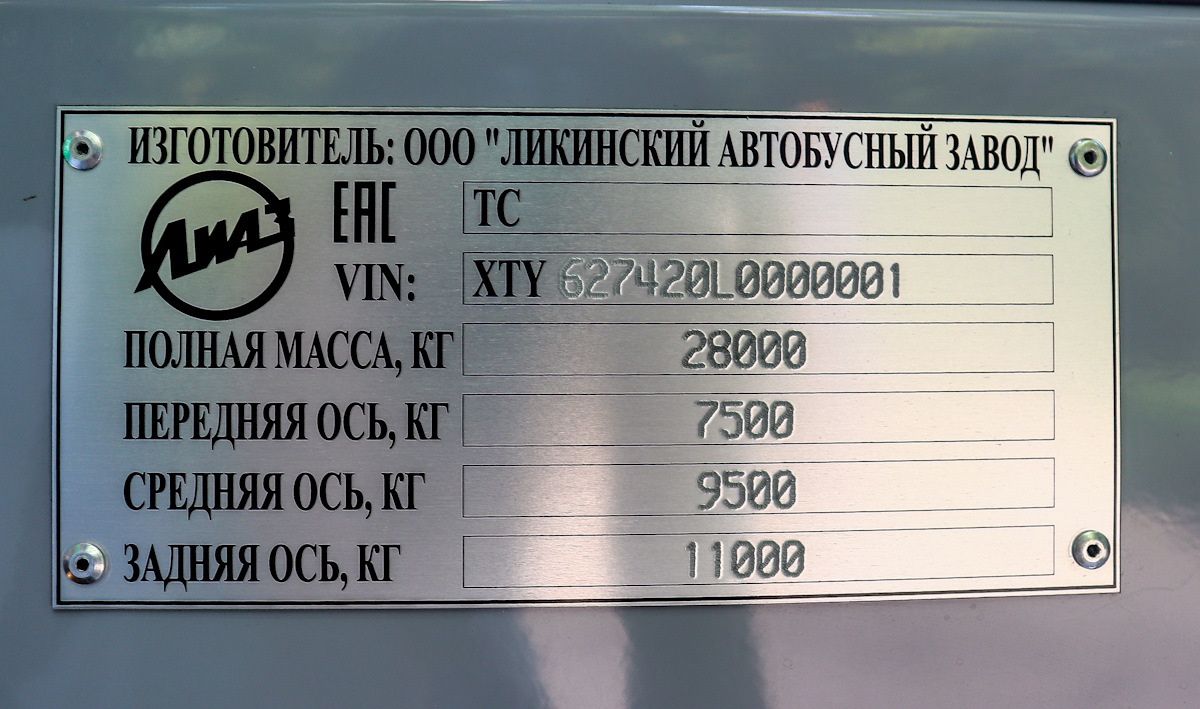 ИЗГОТОВИТЕЛЬ: ООО "ЛИКИНСКИЙ АВТОБУСНЫЙ ЗАВОД"
ЛИАЗ EAC ТС
VIN: XTY 627420L0000001
ПОЛНАЯ МАССА, КГ 28000
ПЕРЕДНЯЯ ОСЬ, КГ 7500
СРЕДНЯЯ ОСЬ, КГ 9500
ЗАДНЯЯ ОСЬ, КГ 11000